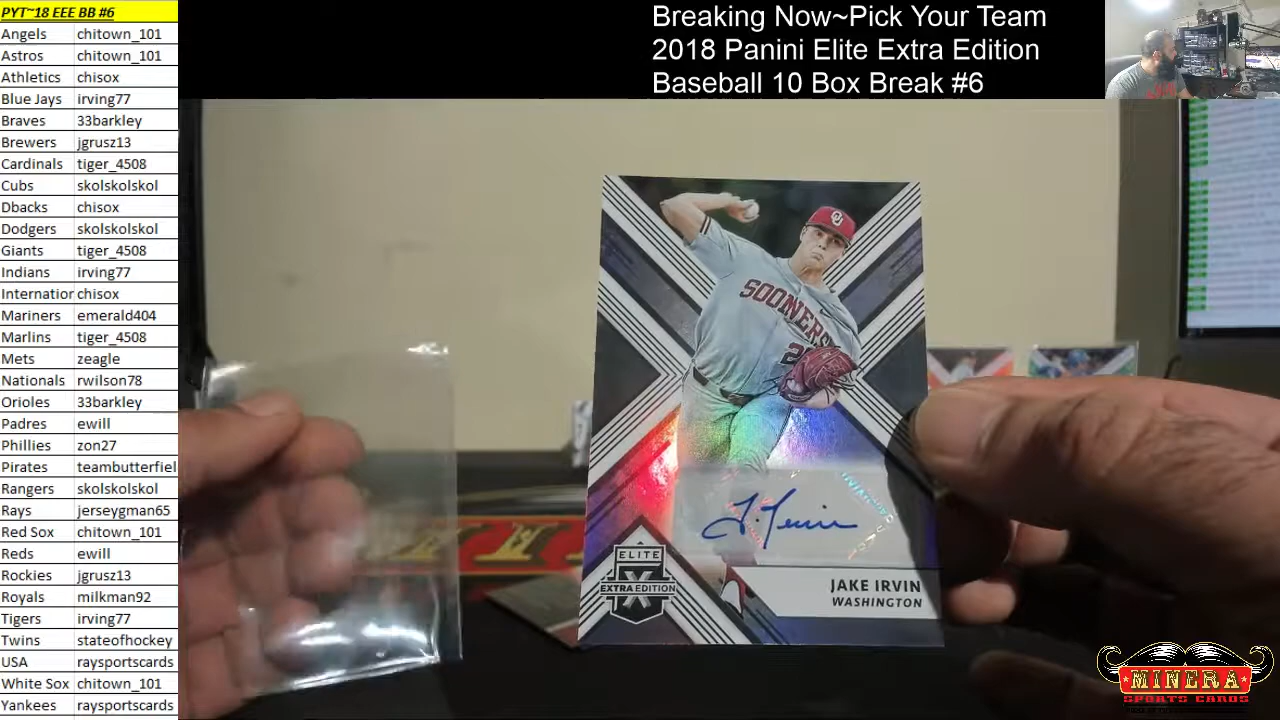 PYT~18 EEE BB #6
Angels chitown_101
Astros chitown_101
Athletics chisox
Blue Jays irving77
Braves 33barkley
Brewers jgrusz13
Cardinals tiger_4508
Cubs skolskolskol
Dbacks chisox
Dodgers skolskolskol
Giants tiger_4508
Indians irving77
Internation chisox
Mariners emerald404
Marlins tiger_4508
Mets zeagle
Nationals rwilson78
Orioles 33barkley
Padres ewill
Phillies zon27
Pirates teambutterfiel
Rangers skolskolskol
Rays jerseygman65
Red Sox chitown_101
Reds ewill
Rockies jgrusz13
Royals milkman92
Tigers irving77
Twins stateofhockey
USA raysportscards
White Sox chitown_101
Yankees raysportscards
Breaking Now~Pick Your Team
2018 Panini Elite Extra Edition
Baseball 10 Box Break #6
OU
SOONERS
2
J. Irvin
ELITE
EXTRA EDITION
X
JAKE IRVIN
WASHINGTON
MINERA
SPORTS CARDS